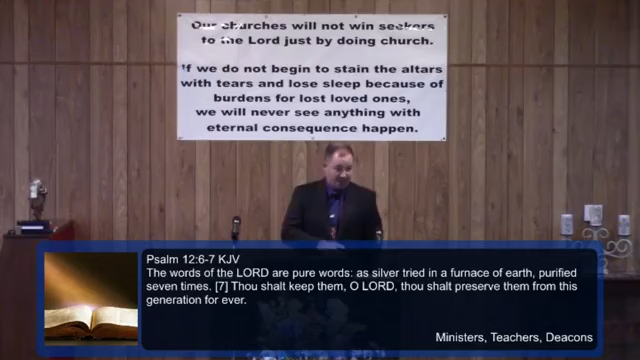 Our churches will not win seekers
to the Lord just by doing church.
If we do not begin to stain the altars
with tears and lose sleep because of
burdens for lost loved ones,
we will never see anything with
eternal consequence happen.
Psalm 12:6-7 KJV
The words of the LORD are pure words: as silver tried in a furnace of earth, purified
seven times. [7] Thou shalt keep them, O LORD, thou shalt preserve them from this
generation for ever.
Ministers, Teachers, Deacons